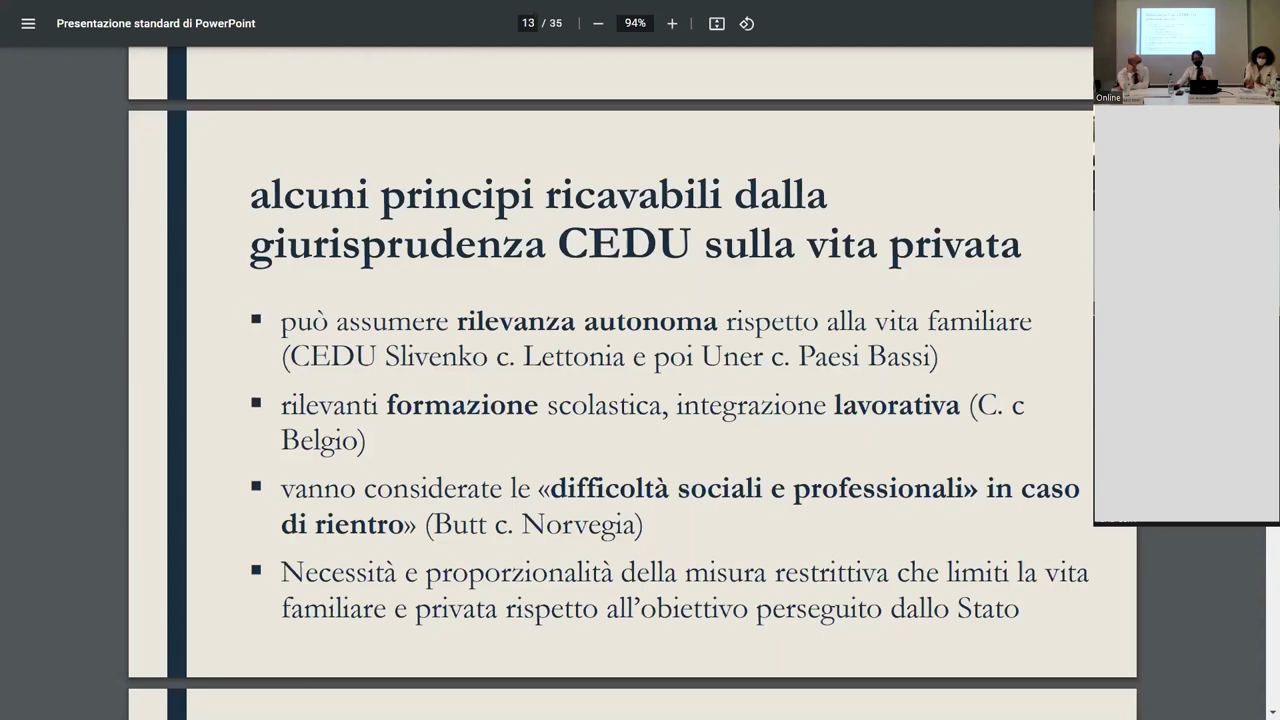 Presentazione standard di PowerPoint
13 / 35
94%
Online
alcuni principi ricavabili dalla
giurisprudenza CEDU sulla vita privata
▪ può assumere rilevanza autonoma rispetto alla vita familiare
(CEDU Slivenko c. Lettonia e poi Uner c. Paesi Bassi)
▪ rilevanti formazione scolastica, integrazione lavorativa (C. c
Belgio)
▪ vanno considerate le «difficoltà sociali e professionali» in caso
di rientro» (Butt c. Norvegia)
▪ Necessità e proporzionalità della misura restrittiva che limiti la vita
familiare e privata rispetto all’obiettivo perseguito dallo Stato